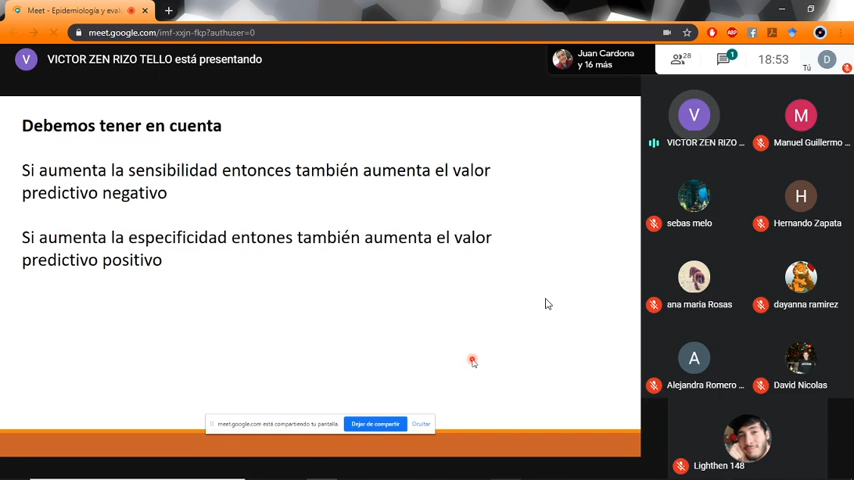 Meet - Epidemiología y eval
meet.google.com/imf-xxjn-fkp?authuser=0
ABP
V
VICTOR ZEN RIZO TELLO está presentando
Juan Cardona
y 16 más
28
1
18:53
Tú
D
Debemos tener en cuenta
Si aumenta la sensibilidad entonces también aumenta el valor
predictivo negativo
Si aumenta la especificidad entones también aumenta el valor
predictivo positivo
meet.google.com está compartiendo tu pantalla.
Dejar de compartir
Ocultar
V
M
VICTOR ZEN RIZO ...
Manuel Guillermo ...
H
sebas melo
Hernando Zapata
ana maria Rosas
dayanna ramirez
A
Alejandra Romero ...
David Nicolas
Lighthen 148